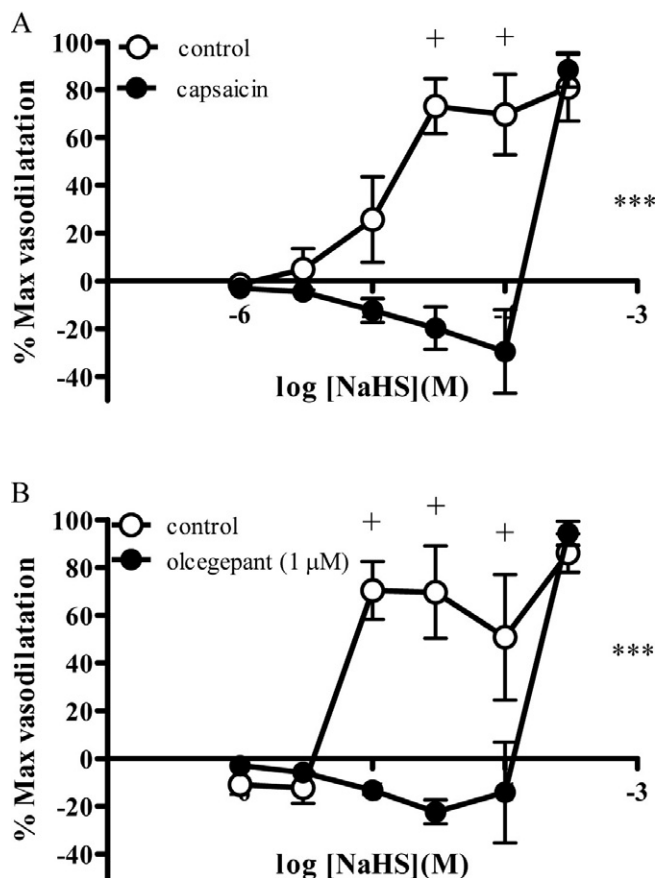 A
100
80
60
40
20
0
-20
-40
% Max vasodilatation
control
capsaicin
+ +
***
-6
-3
log [NaHS](M)
B
100
80
60
40
20
0
-20
-40
% Max vasodilatation
control
olcegepant (1 μM)
+ + +
***
-3
log [NaHS](M)